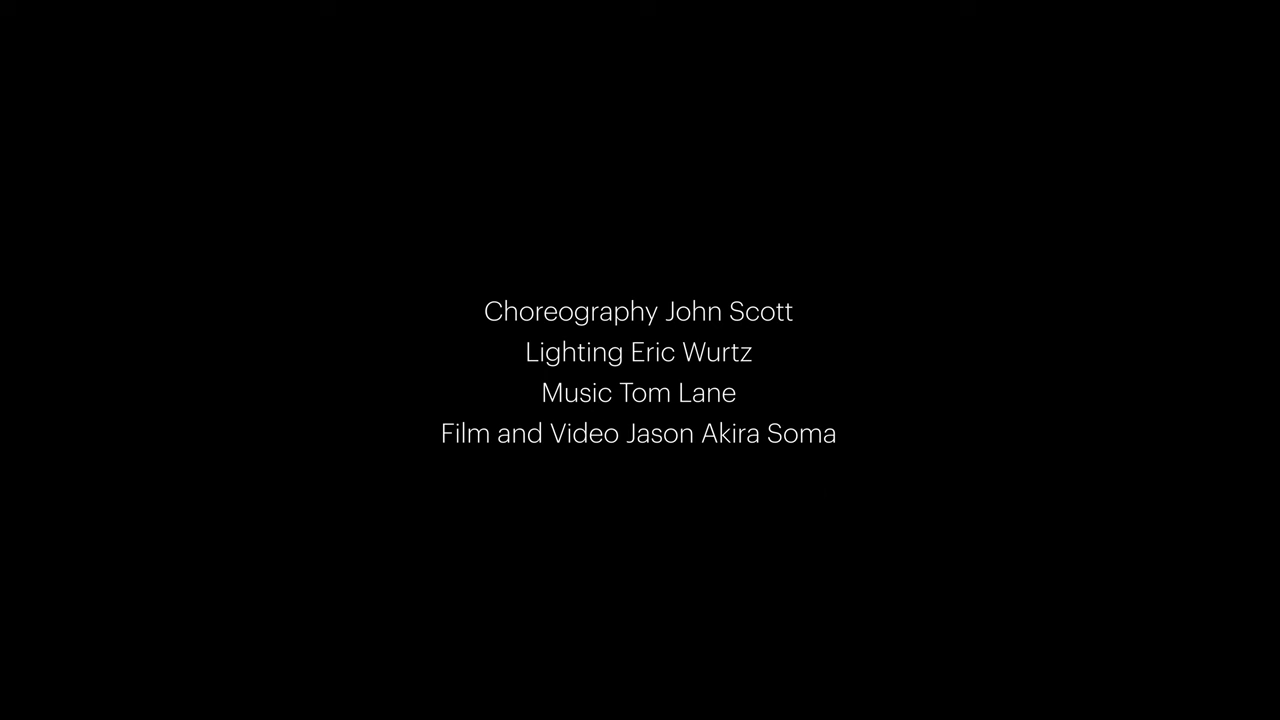 Choreography John Scott
Lighting Eric Wurtz
Music Tom Lane
Film and Video Jason Akira Soma